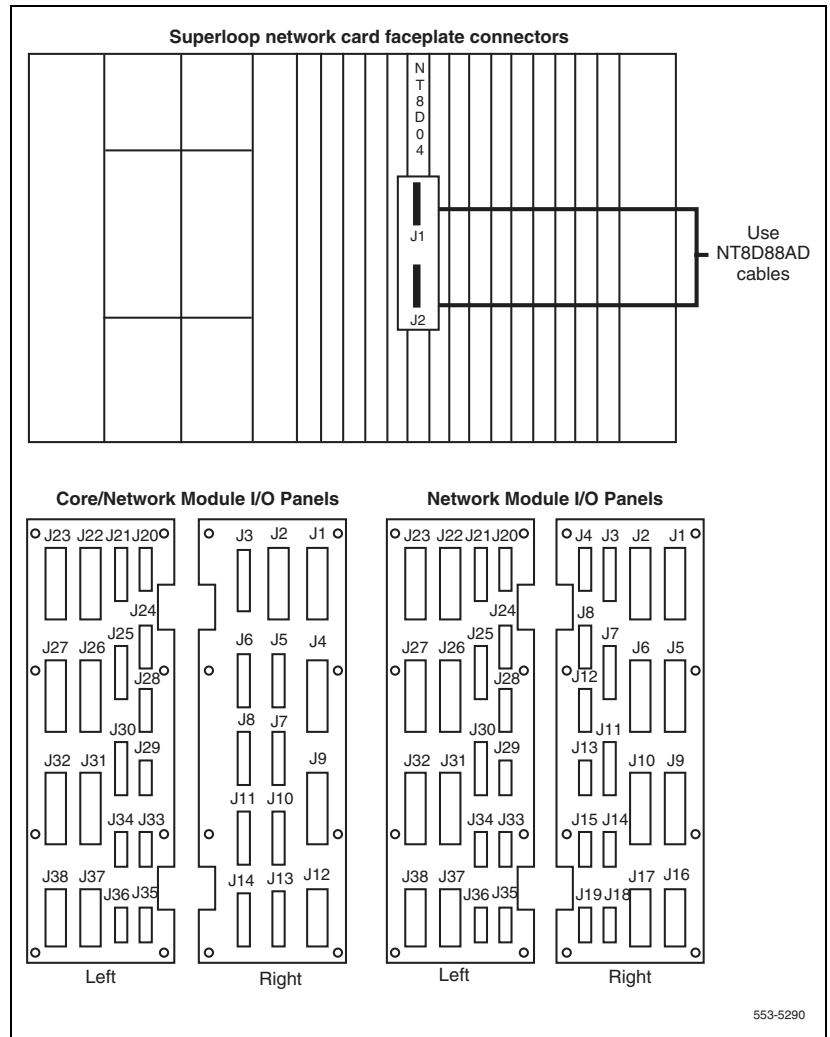 Superloop network card faceplate connectors
N
T
8
D
0
4
J1
J2
Use
NT8D88AD
cables
Core/Network Module I/O Panels
J23 J22 J21 J20
J24
J25
J27 J26
J28
J30
J32 J31 J29
J34 J33
J38 J37
J36 J35
Left
J3 J2 J1
J6 J5 J4
J8 J7
J9
J11 J10
J14 J13 J12
Right
Network Module I/O Panels
J23 J22 J21 J20
J24
J25
J27 J26
J28
J30
J32 J31 J29
J34 J33
J38 J37
J36 J35
Left
J4 J3 J2 J1
J8
J7
J6 J5
J12
J11
J13 J10 J9
J15 J14
J17 J16
J19 J18
Right
553-5290